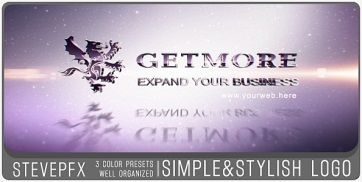 GETMORE
EXPAND YOUR BUSINESS
www.yourweb.here
STEVEPFX
3 COLOR PRESETS
WELL ORGANIZED
SIMPLE&STYLISH LOGO